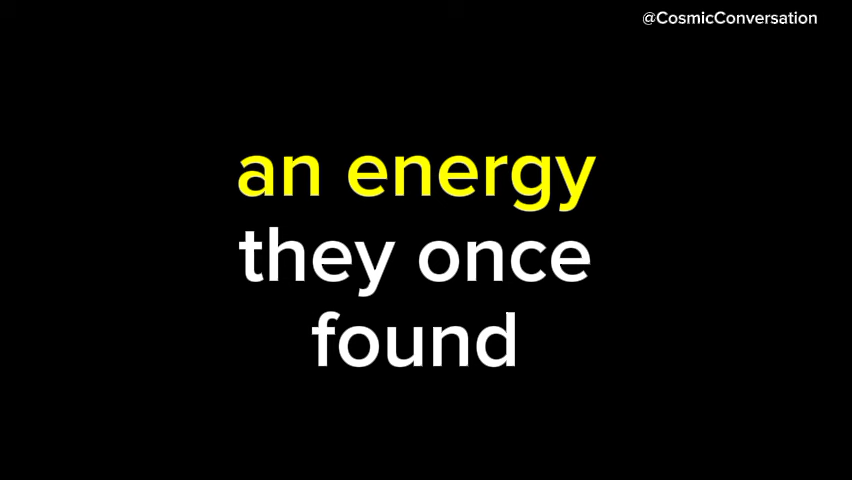 @CosmicConversation
an energy
they once
found